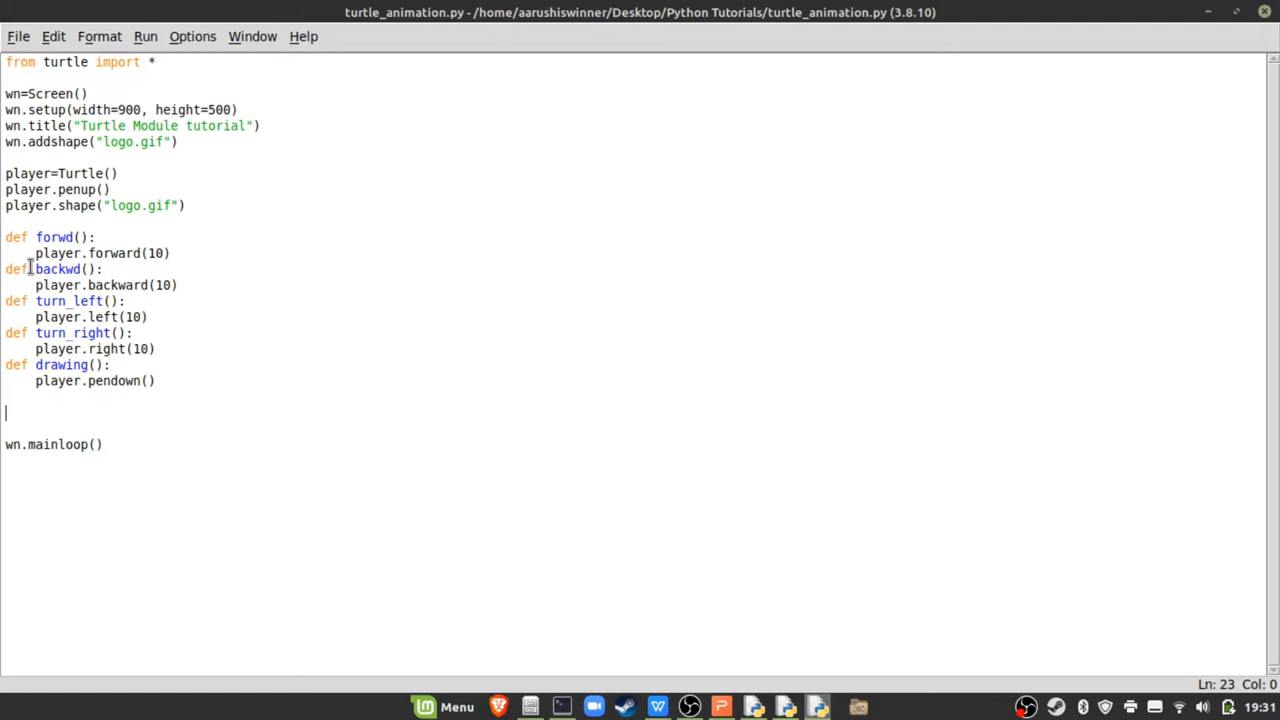 turtle_animation.py - /home/aarushiswinner/Desktop/Python Tutorials/turtle_animation.py (3.8.10)
File Edit Format Run Options Window Help
from turtle import *
wn=Screen()
wn.setup(width=900, height=500)
wn.title("Turtle Module tutorial")
wn.addshape("logo.gif")
player=Turtle()
player.penup()
player.shape("logo.gif")
def forwd():
    player.forward(10)
def backwd():
    player.backward(10)
def turn_left():
    player.left(10)
def turn_right():
    player.right(10)
def drawing():
    player.pendown()
wn.mainloop()
Ln: 23 Col: 0
Menu 19:31